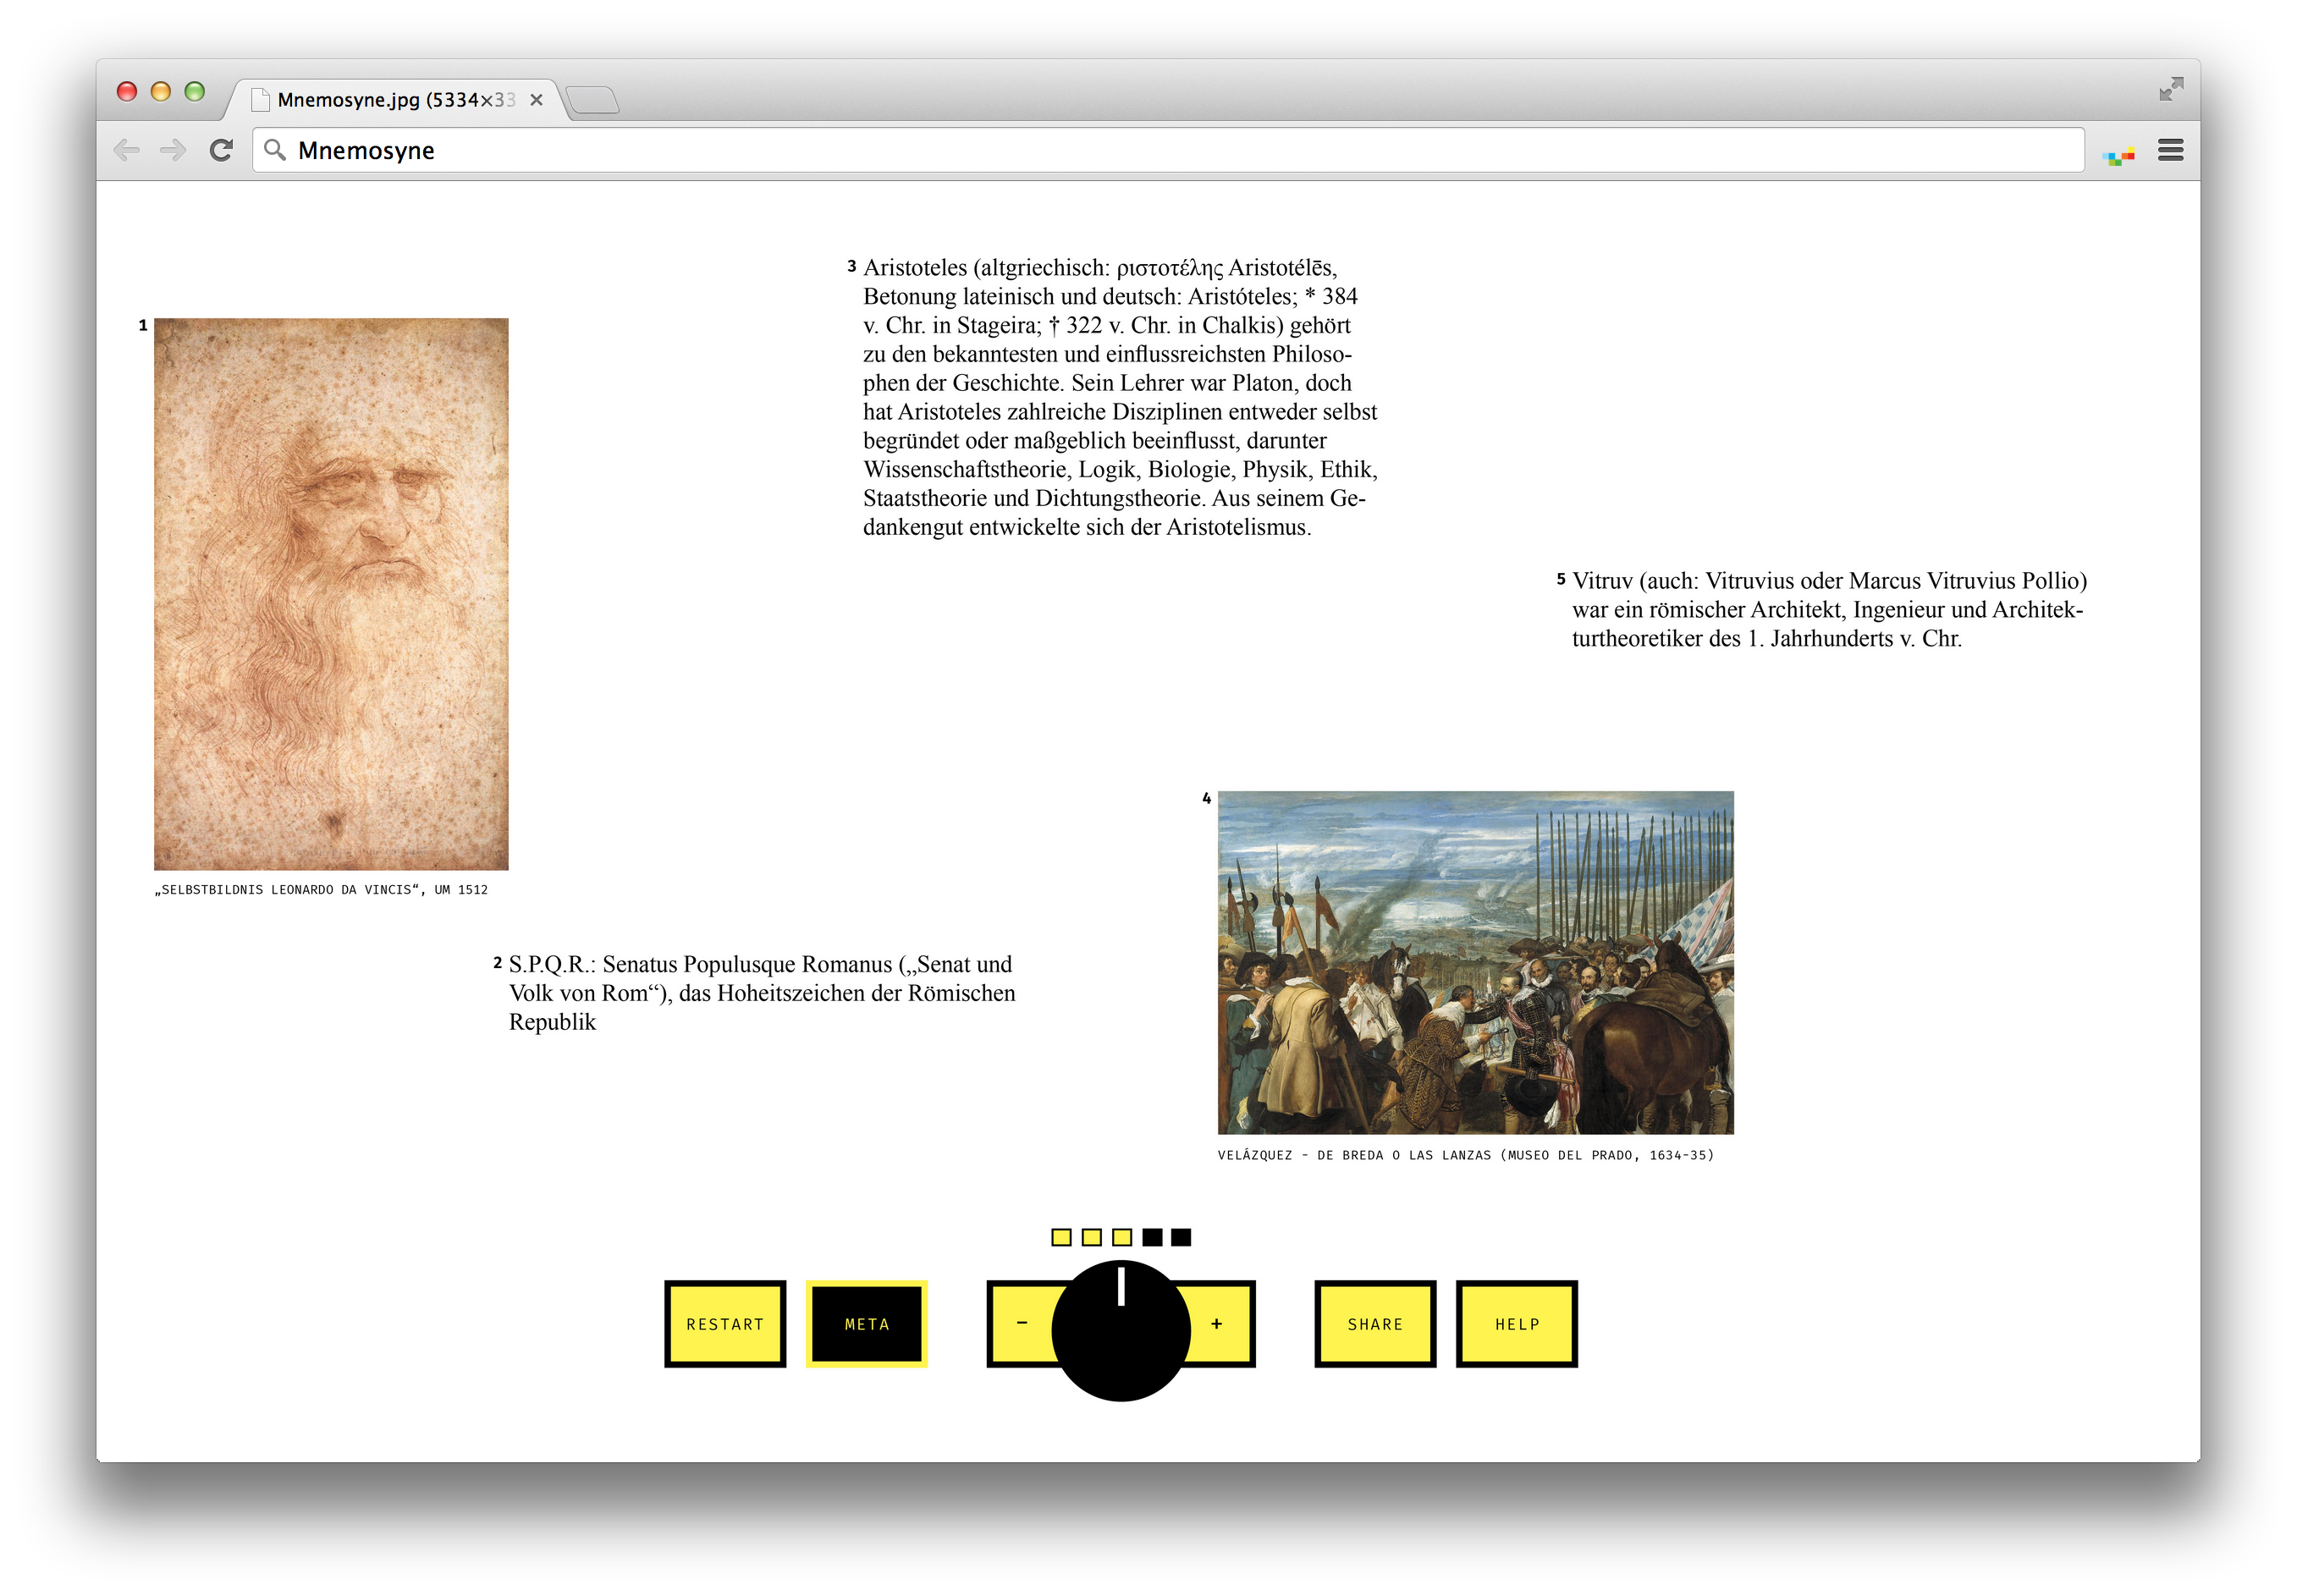 Mnemosyne.jpg (5334×33
Mnemosyne
1
„SELBSTBILDNIS LEONARDO DA VINCIS“, UM 1512
2 S.P.Q.R.: Senatus Populusque Romanus („Senat und
Volk von Rom“), das Hoheitszeichen der Römischen
Republik
3 Aristoteles (altgriechisch: ριστοτέλης Aristotélēs,
Betonung lateinisch und deutsch: Aristóteles; * 384
v. Chr. in Stageira; † 322 v. Chr. in Chalkis) gehört
zu den bekanntesten und einflussreichsten Philoso-
phen der Geschichte. Sein Lehrer war Platon, doch
hat Aristoteles zahlreiche Disziplinen entweder selbst
begründet oder maßgeblich beeinflusst, darunter
Wissenschaftstheorie, Logik, Biologie, Physik, Ethik,
Staatstheorie und Dichtungstheorie. Aus seinem Ge-
dankengut entwickelte sich der Aristotelismus.
4
VELÁZQUEZ - DE BREDA O LAS LANZAS (MUSEO DEL PRADO, 1634-35)
5 Vitruv (auch: Vitruvius oder Marcus Vitruvius Pollio)
war ein römischer Architekt, Ingenieur und Architek-
turtheoretiker des 1. Jahrhunderts v. Chr.
RESTART
META
-
+
SHARE
HELP